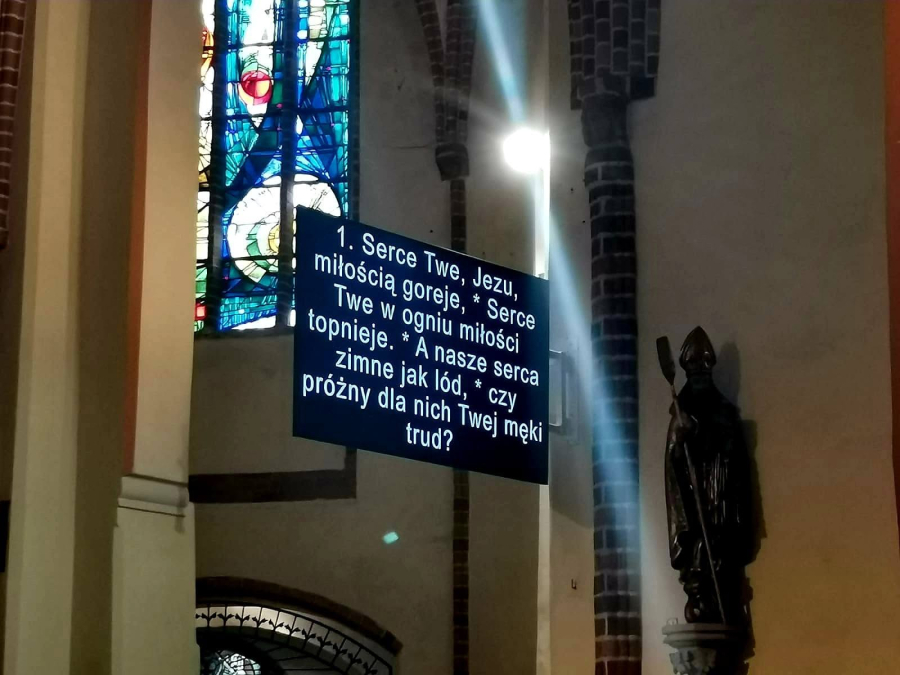 1. Serce Twe, Jezu,
miłością goreje, * Serce
Twe w ogniu miłości
topnieje. * A nasze serca
zimne jak lód, * czy
próżny dla nich Twej męki
trud?